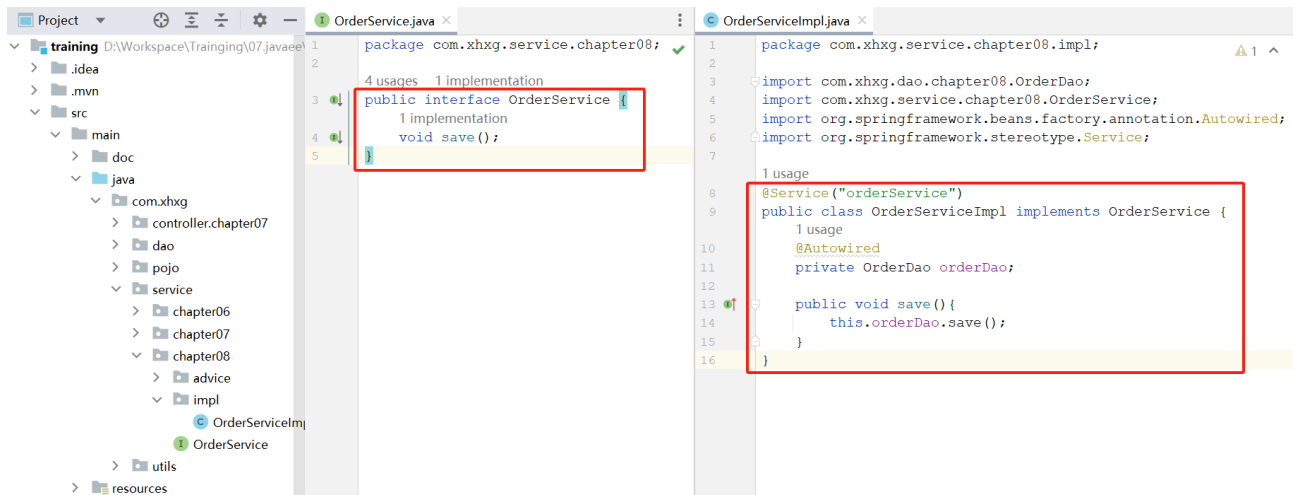 Project
training D:\Workspace\Trainging\07.javaee\
.idea
.mvn
src
main
doc
java
com.xhxg
controller.chapter07
dao
pojo
service
chapter06
chapter07
chapter08
advice
impl
OrderServiceImp
OrderService
utils
resources
OrderService.java
1 package com.xhxg.service.chapter08;
2
4 usages 1 implementation
3 public interface OrderService {
1 implementation
4 void save();
5 }
OrderServiceImpl.java
1
1 package com.xhxg.service.chapter08.impl;
2
3 import com.xhxg.dao.chapter08.OrderDao;
4 import com.xhxg.service.chapter08.OrderService;
5 import org.springframework.beans.factory.annotation.Autowired;
6 import org.springframework.stereotype.Service;
7
1 usage
8 @Service("orderService")
9 public class OrderServiceImpl implements OrderService {
1 usage
10 @Autowired
11 private OrderDao orderDao;
12
13 public void save(){
14 this.orderDao.save();
15 }
16 }